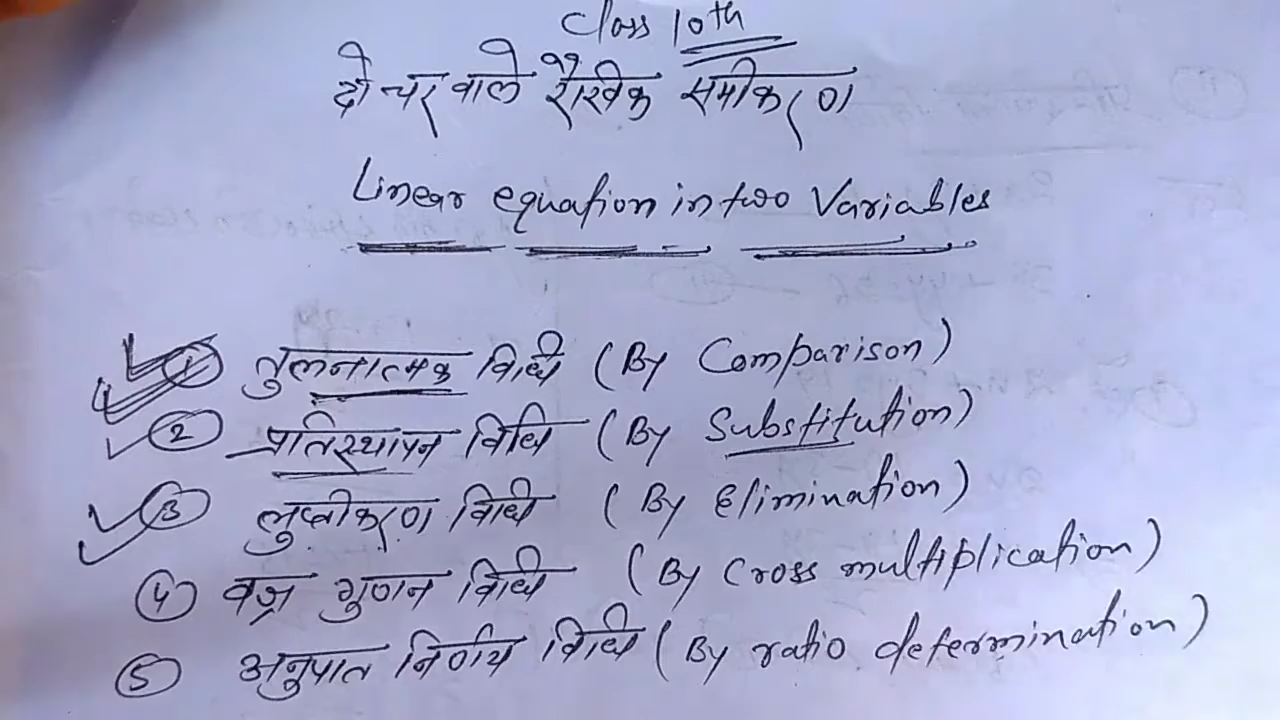 Class 10th
दो चर वाले रैखिक समीकरण
Linear equation in two Variables
① तुलनात्मक विधि (By Comparison)
② प्रतिस्थापन विधि (By Substitution)
③ लुप्तीकरण विधि (By Elimination)
④ वज्र गुणन विधि (By Cross multiplication)
⑤ अनुपात निर्णय विधि (By ratio determination)